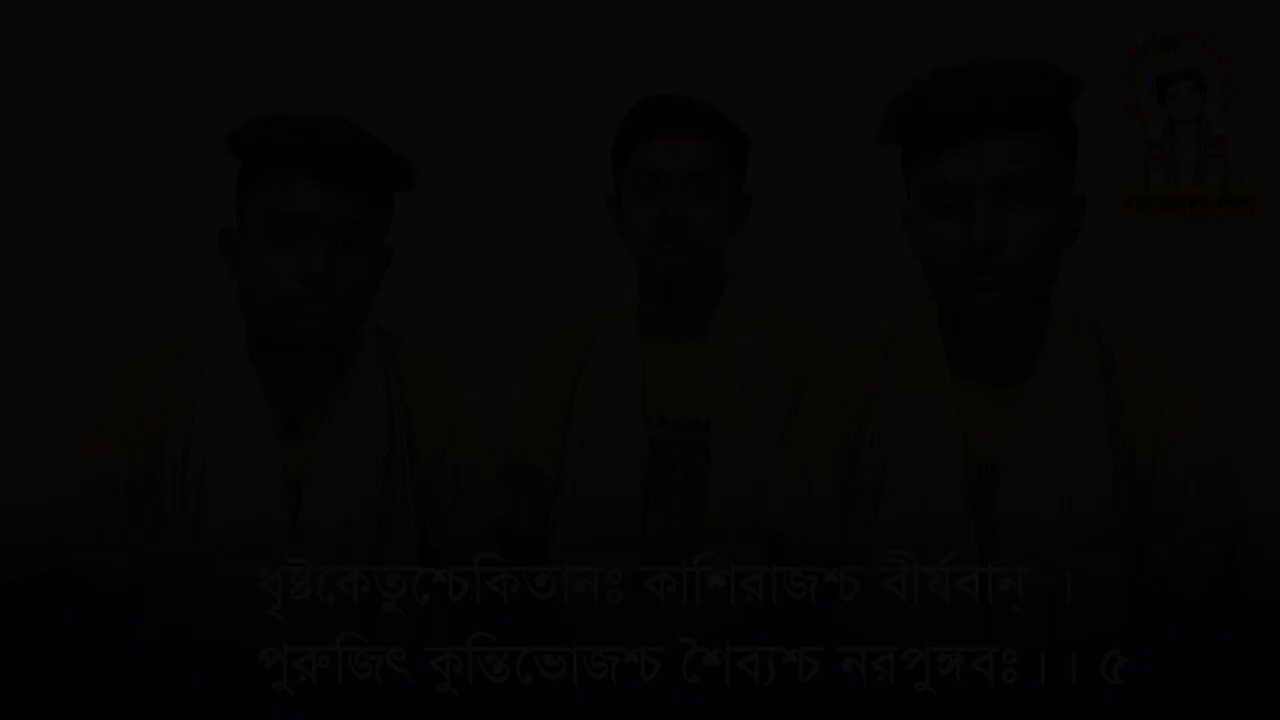 ধৃষ্টকেতুশ্চেকিতানঃ কাশিরাজশ্চ বীর্যবান্ ।
পুরুজিৎ কুন্তিভোজশ্চ শৈব্যশ্চ নরপুঙ্গবঃ।। ৫